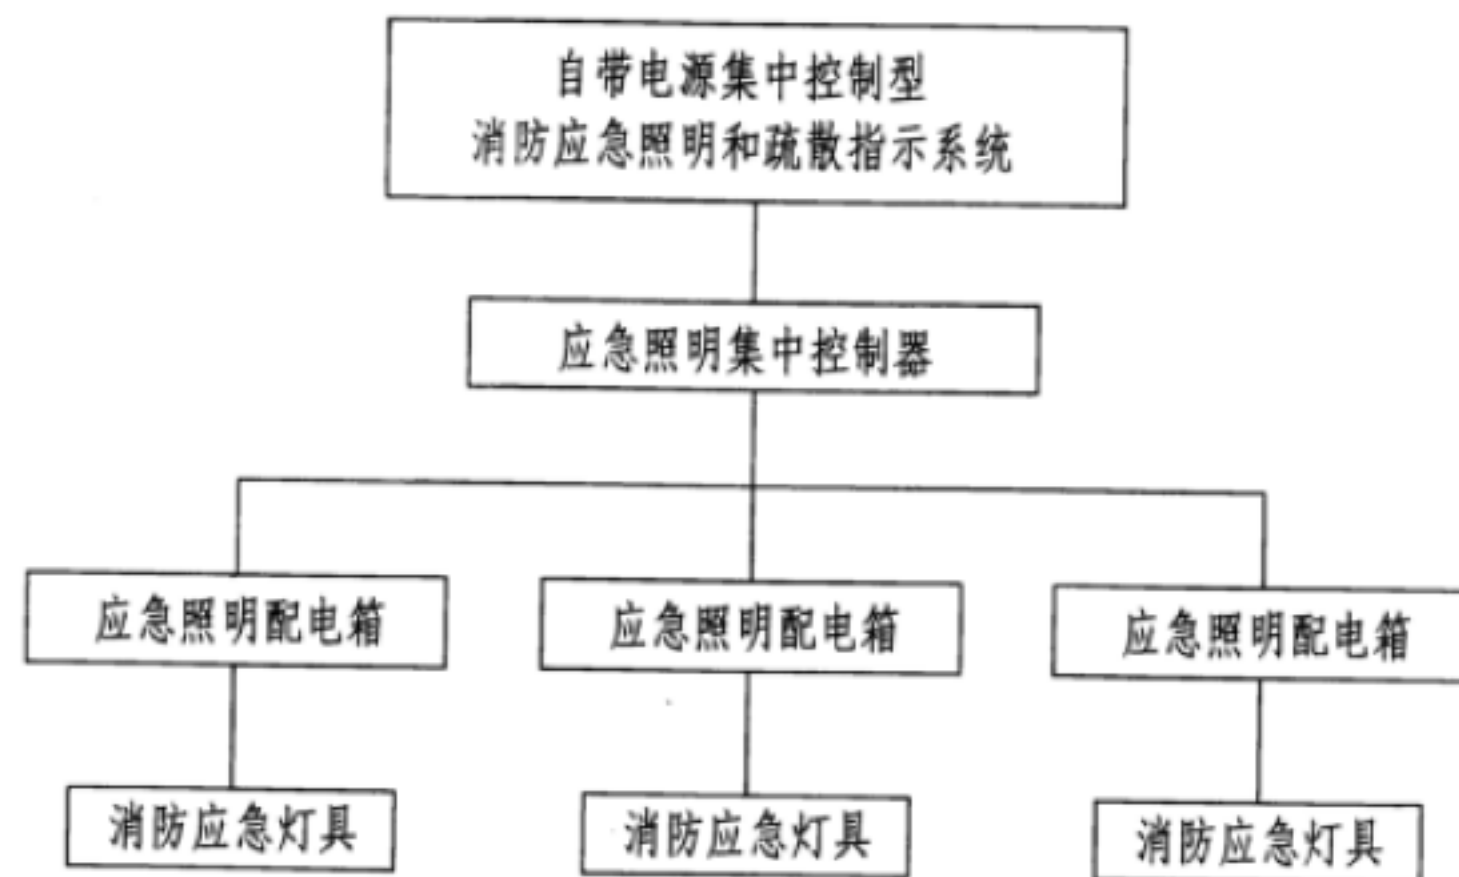 自带电源集中控制型
消防应急照明和疏散指示系统
应急照明集中控制器
应急照明配电箱
应急照明配电箱
应急照明配电箱
消防应急灯具
消防应急灯具
消防应急灯具